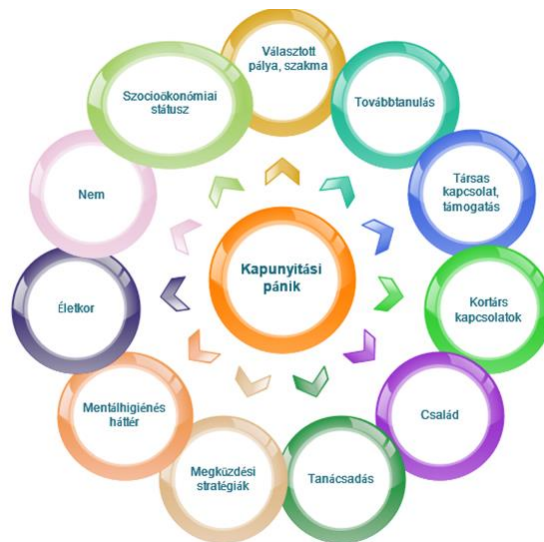 Választott
pálya, szakma
Továbbtanulás
Társas
kapcsolat,
támogatás
Kortárs
kapcsolatok
Család
Tanácsadás
Megküzdési
stratégiák
Mentálhigiénés
háttér
Életkor
Nem
Szocioökonómiai
státusz
Kapunyitási
pánik